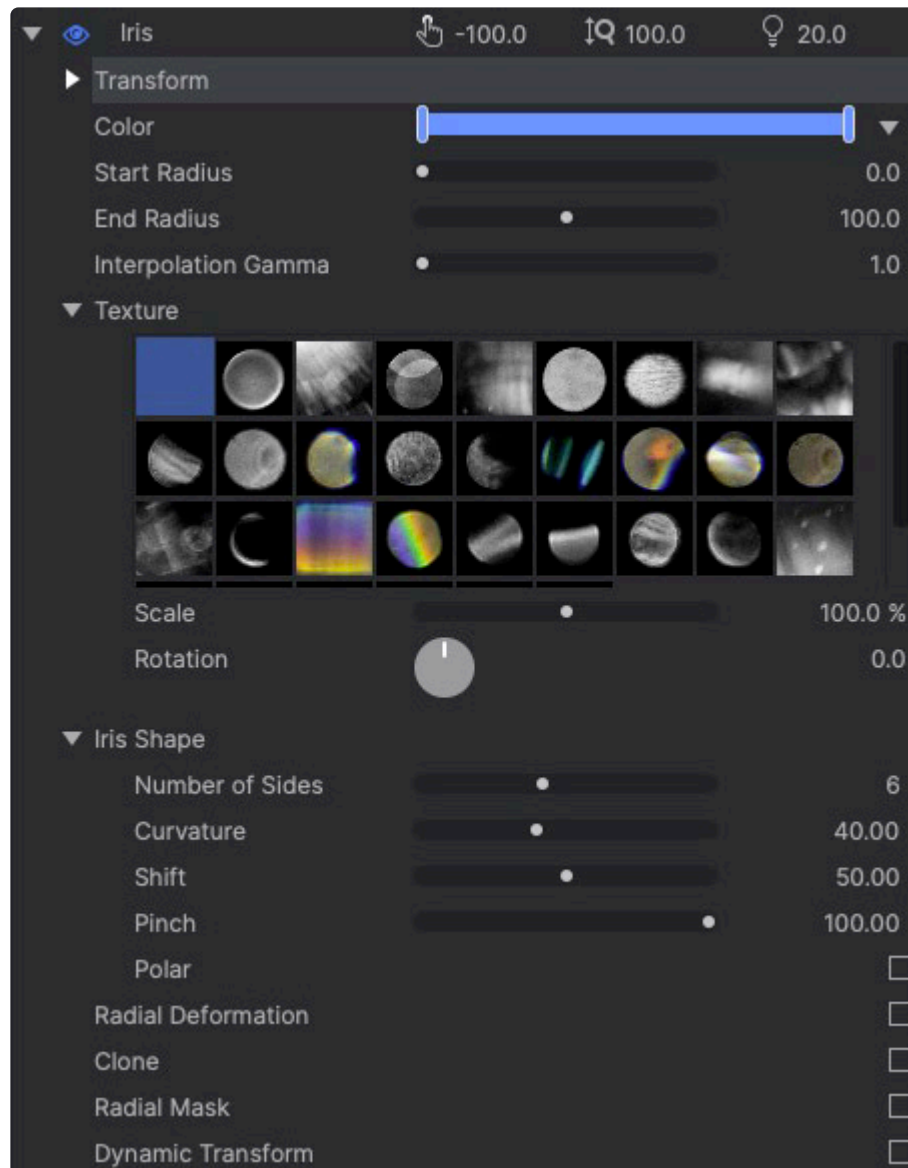 Iris -100.0 100.0 20.0
Transform
Color
Start Radius 0.0
End Radius 100.0
Interpolation Gamma 1.0
Texture
Scale 100.0 %
Rotation 0.0
Iris Shape
Number of Sides 6
Curvature 40.00
Shift 50.00
Pinch 100.00
Polar
Radial Deformation
Clone
Radial Mask
Dynamic Transform